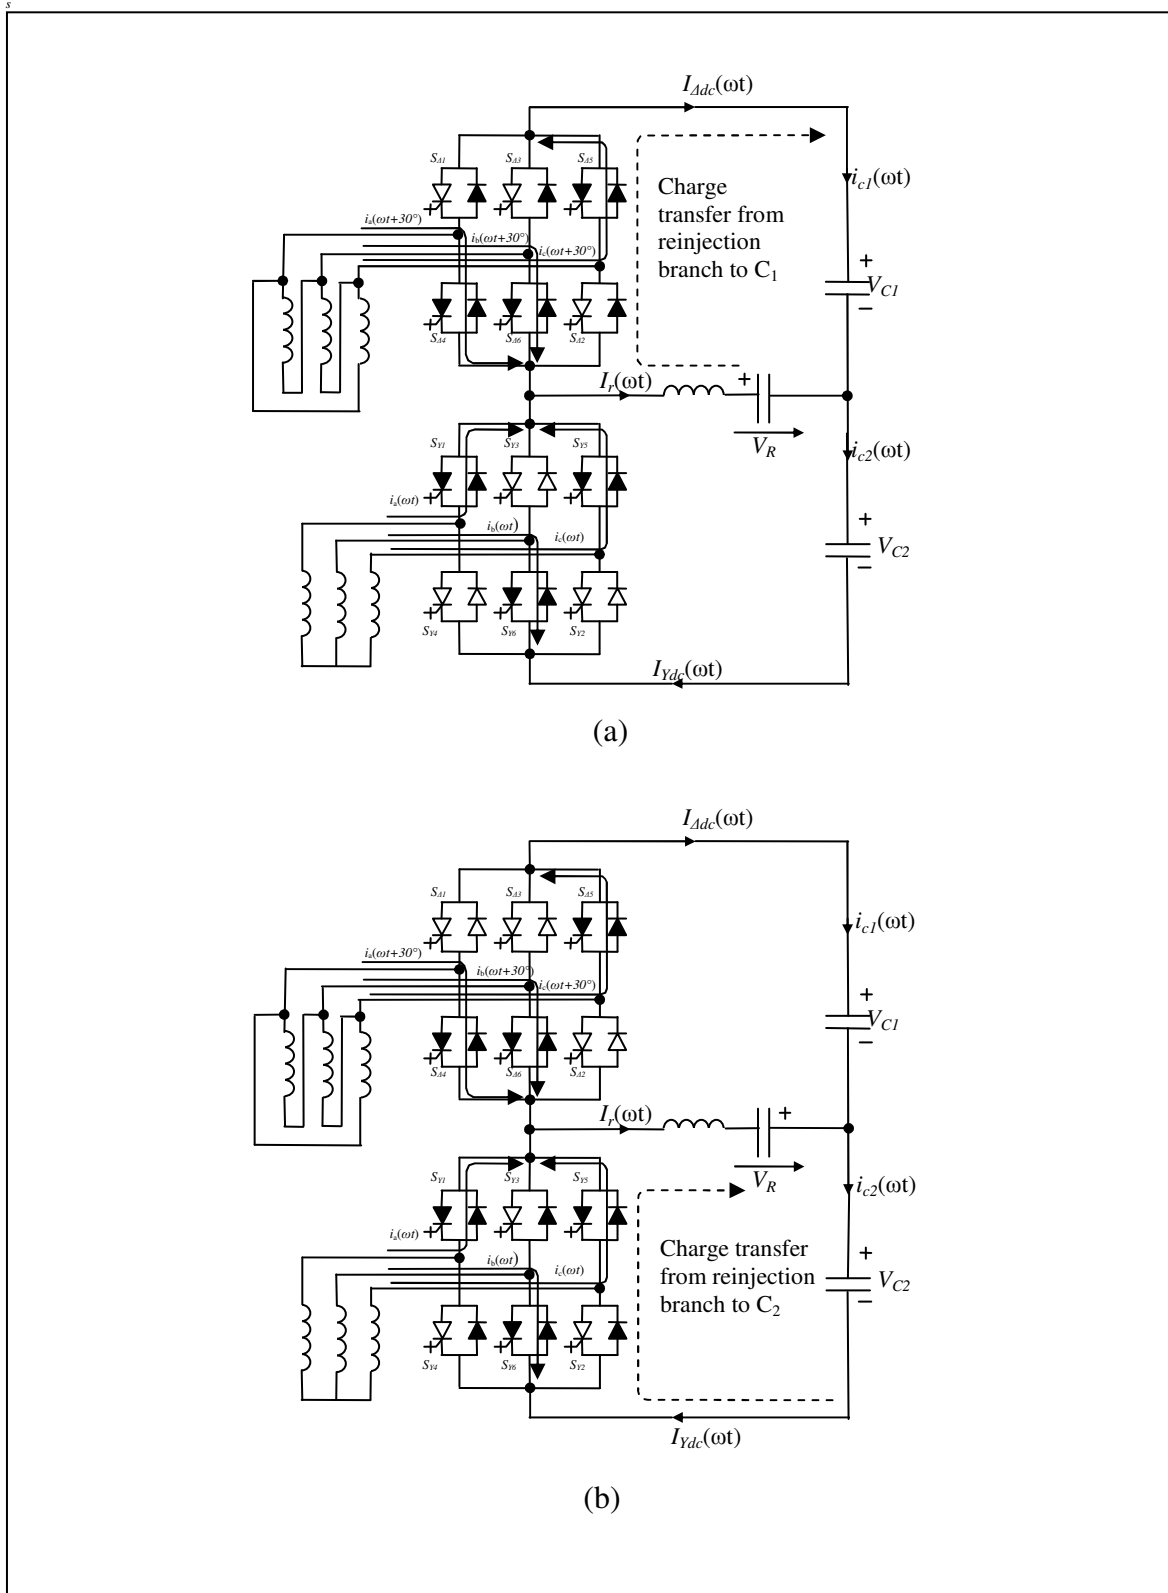 s
I_Δdc(ωt)
S_Δ1 S_Δ3 S_Δ5
i_c1(ωt)
Charge
transfer from
reinjection
branch to C₁
i_a(ωt+30°)
i_b(ωt+30°)
i_c(ωt+30°)
+
V_C1
−
S_Δ4 S_Δ6 S_Δ2
I_r(ωt) +
V_R
S_Y1 S_Y3 S_Y5
i_c2(ωt)
i_a(ωt)
i_b(ωt)
i_c(ωt)
+
V_C2
−
S_Y4 S_Y6 S_Y2
I_Ydc(ωt)
(a)
I_Δdc(ωt)
S_Δ1 S_Δ3 S_Δ5
i_c1(ωt)
i_a(ωt+30°)
i_b(ωt+30°)
i_c(ωt+30°)
+
V_C1
−
S_Δ4 S_Δ6 S_Δ2
I_r(ωt) +
V_R
S_Y1 S_Y3 S_Y5
i_c2(ωt)
i_a(ωt)
i_b(ωt)
i_c(ωt)
Charge transfer
from reinjection
branch to C₂
+
V_C2
−
S_Y4 S_Y6 S_Y2
I_Ydc(ωt)
(b)